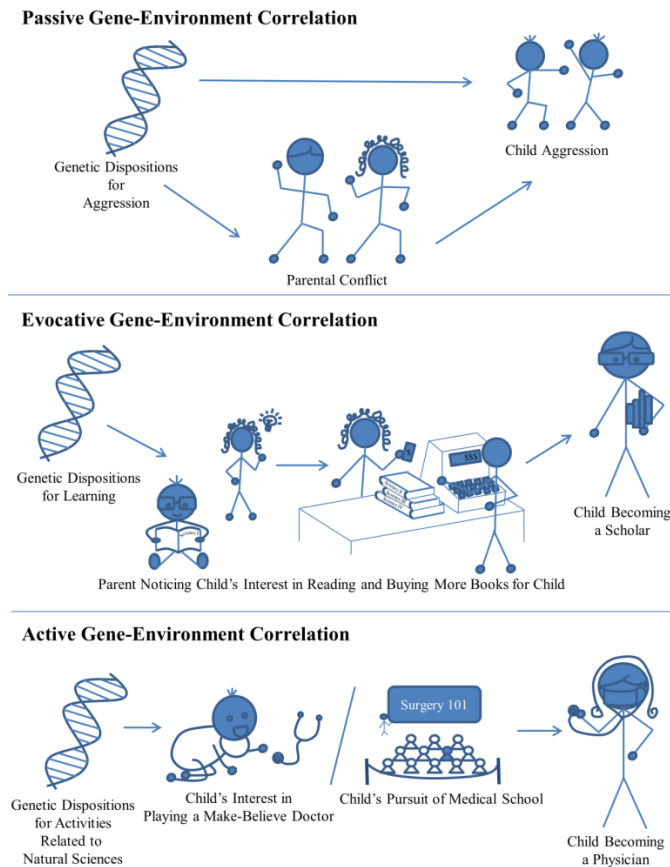 Passive Gene-Environment Correlation
Genetic Dispositions
for
Aggression
Child Aggression
Parental Conflict
Evocative Gene-Environment Correlation
Genetic Dispositions
for Learning
$
$$$
Child Becoming
a Scholar
Parent Noticing Child's Interest in Reading and Buying More Books for Child
Active Gene-Environment Correlation
Surgery 101
Genetic Dispositions
for Activities
Related to
Natural Sciences
Child's Interest in
Playing a Make-Believe Doctor
Child's Pursuit of Medical School
Child Becoming
a Physician